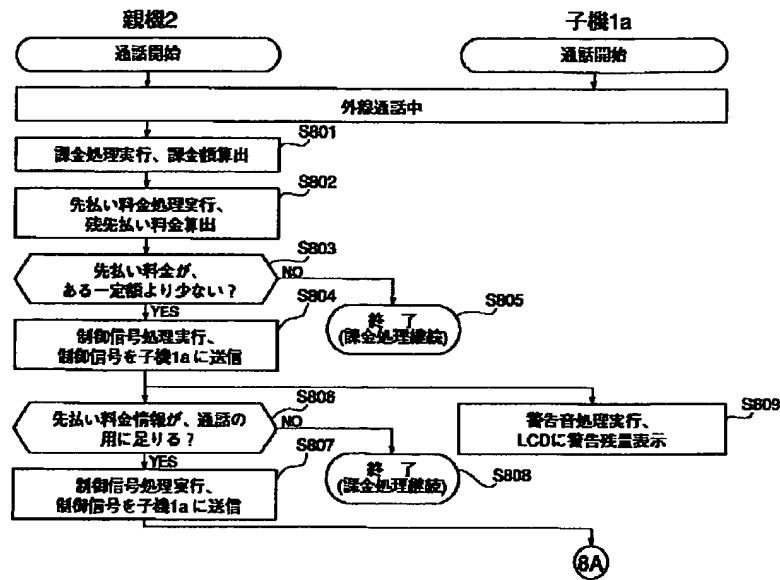 親機2
子機1a
通話開始
通話開始
外線通話中
S801
課金処理実行、課金額算出
S802
先払い料金処理実行、
残先払い料金算出
S803
先払い料金が、
ある一定額より少ない?
NO
YES
S804
S805
終 了
(課金処理継続)
制御信号処理実行、
制御信号を子機1aに送信
S806
先払い料金情報が、通話の
用に足りる?
NO
YES
S809
警告音処理実行、
LCDに警告残量表示
S807
S808
終 了
(課金処理継続)
制御信号処理実行、
制御信号を子機1aに送信
8A